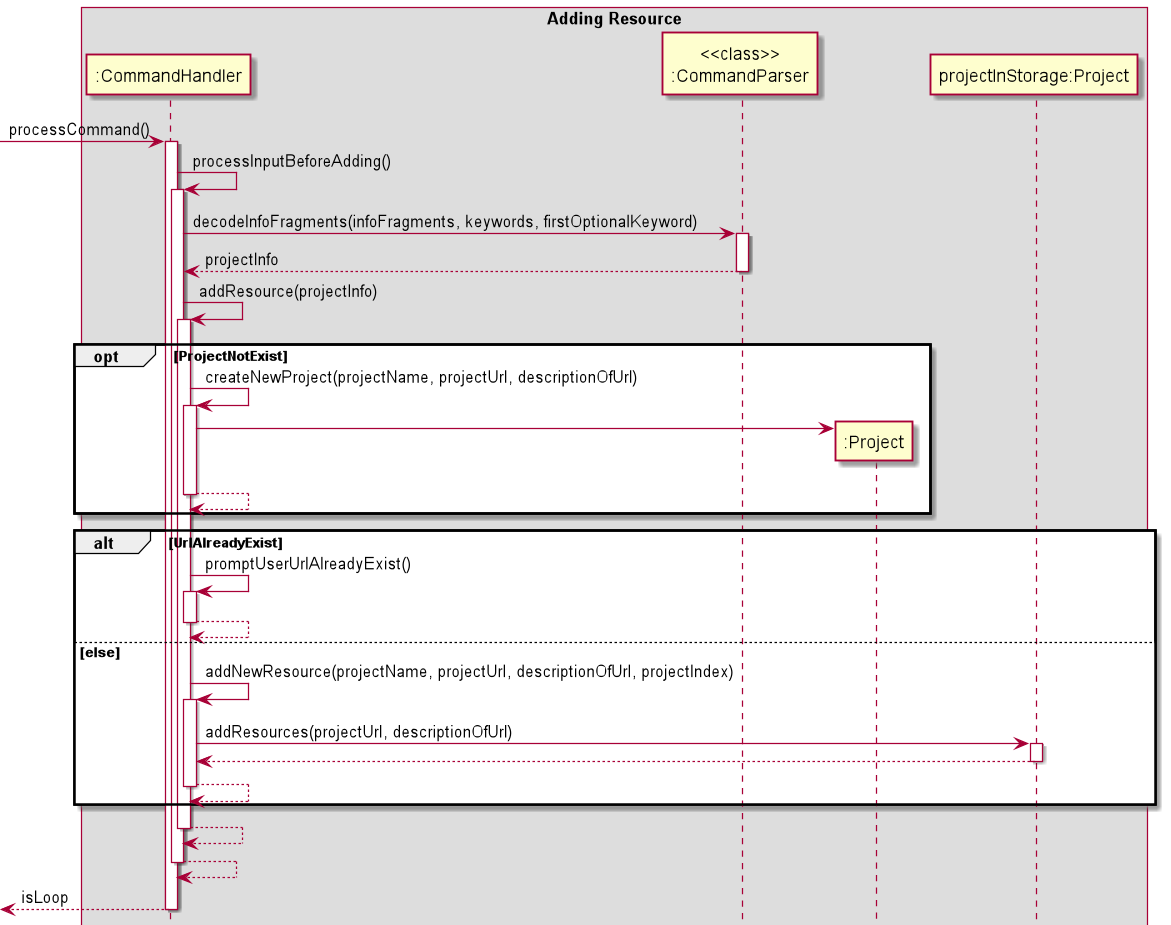 Adding Resource
<<class>>
:CommandHandler
:CommandParser
projectInStorage:Project
processCommand()
processInputBeforeAdding()
decodeInfoFragments(infoFragments, keywords, firstOptionalKeyword)
projectInfo
addResource(projectInfo)
opt
[ProjectNotExist]
createNewProject(projectName, projectUrl, descriptionOfUrl)
:Project
alt
[UrlAlreadyExist]
promptUserUrlAlreadyExist()
[else]
addNewResource(projectName, projectUrl, descriptionOfUrl, projectIndex)
addResources(projectUrl, descriptionOfUrl)
isLoop